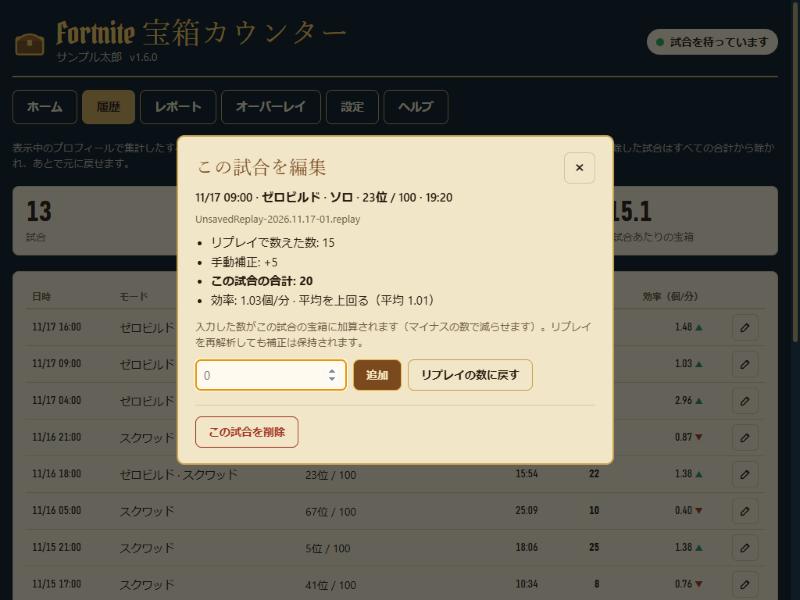 Fortnite 宝箱カウンター
サンプル太郎 v1.6.0
試合を待っています
ホーム 履歴 レポート オーバーレイ 設定 ヘルプ
表示中のプロフィールで集計した
除した試合はすべての合計から除か
れ、あとで元に戻せます。
13
試合
15.1
試合あたりの宝箱
この試合を編集
×
11/17 09:00 · ゼロビルド · ソロ · 23位 / 100 · 19:20
UnsavedReplay-2026.11.17-01.replay
• リプレイで数えた数: 15
• 手動補正: +5
• この試合の合計: 20
• 効率: 1.03個/分 · 平均を上回る（平均 1.01）
入力した数がこの試合の宝箱に加算されます（マイナスの数で減らせます）。リプレイ
を再解析しても補正は保持されます。
0 追加 リプレイの数に戻す
この試合を削除
日時 モード 効率（個/分）
11/17 16:00 ゼロビルド 1.48 ▲
11/17 09:00 ゼロビルド 1.03 ▲
11/17 04:00 ゼロビルド 2.96 ▲
11/16 21:00 スクワッド 0.87 ▼
11/16 18:00 ゼロビルド · スクワッド 23位 / 100 15:54 22 1.38 ▲
11/16 05:00 スクワッド 67位 / 100 25:09 10 0.40 ▼
11/15 21:00 スクワッド 5位 / 100 18:06 25 1.38 ▲
11/15 17:00 スクワッド 41位 / 100 10:34 8 0.76 ▼